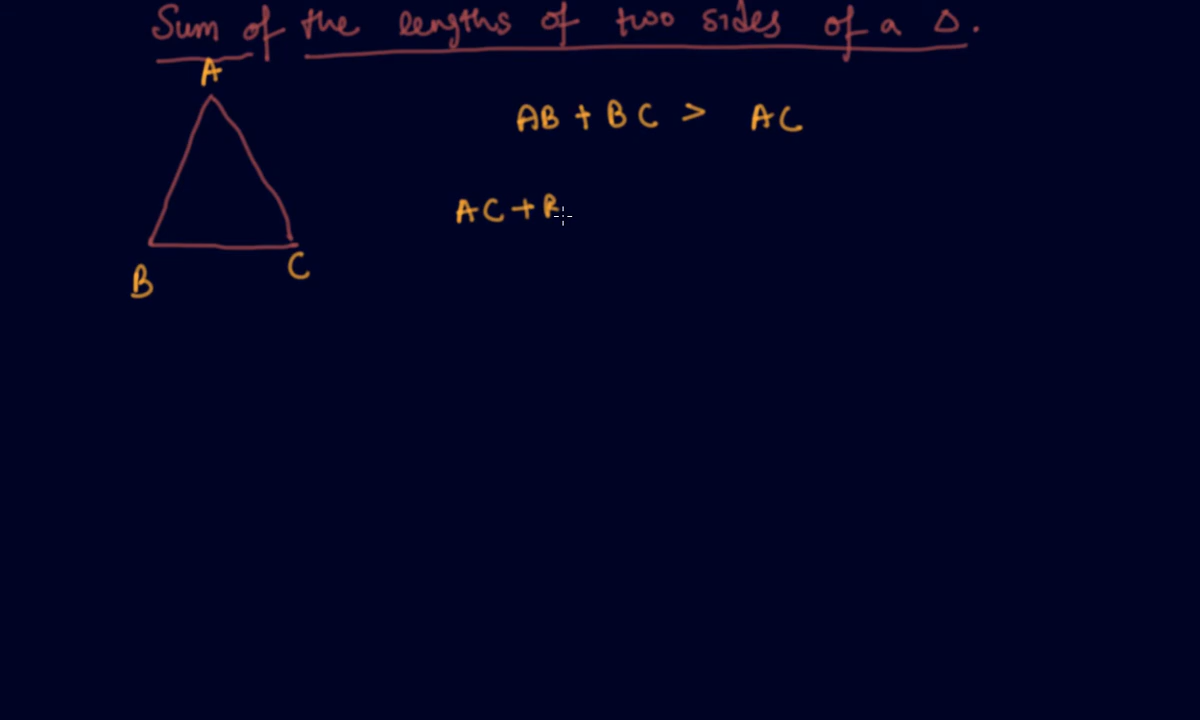 Sum of the lengths of two sides of a Δ.
A
AB + BC > AC
AC +
B
C